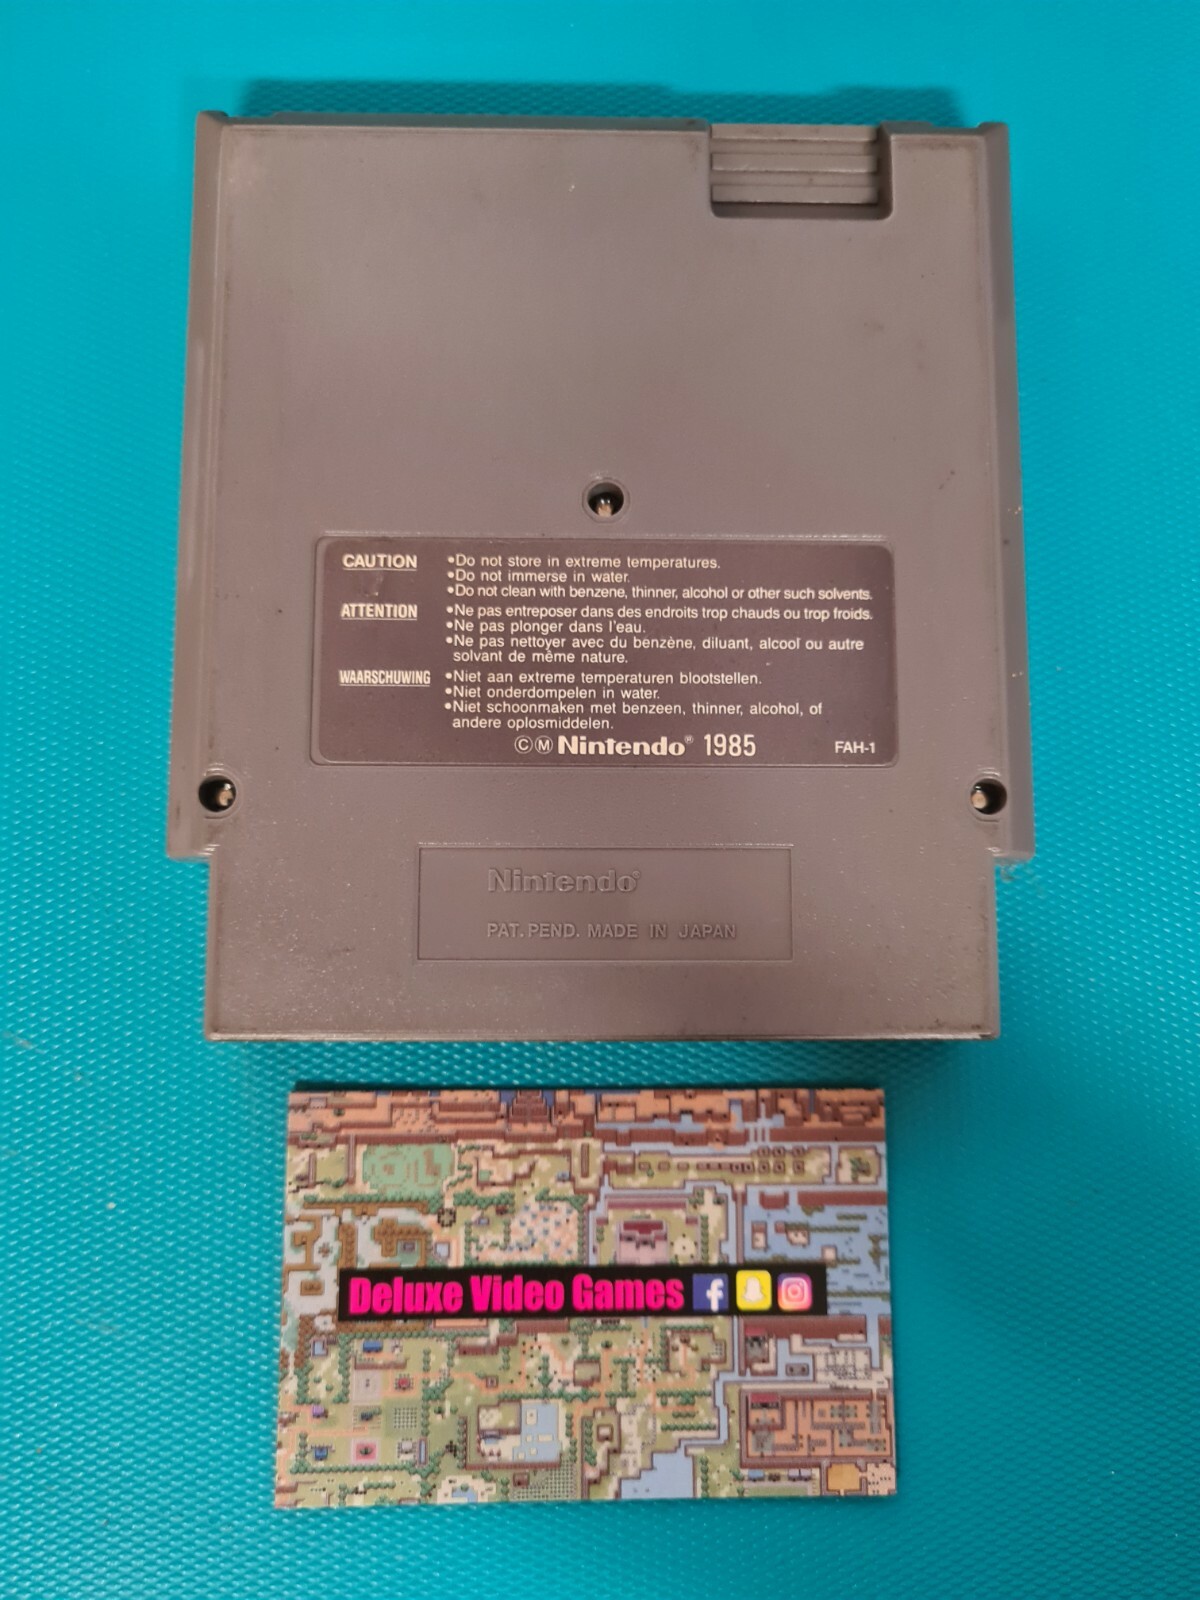 CAUTION •Do not store in extreme temperatures.
•Do not immerse in water.
•Do not clean with benzene, thinner, alcohol or other such solvents.
ATTENTION •Ne pas entreposer dans des endroits trop chauds ou trop froids.
•Ne pas plonger dans l'eau.
•Ne pas nettoyer avec du benzène, diluant, alcool ou autre
solvant de même nature.
WAARSCHUWING •Niet aan extreme temperaturen blootstellen.
•Niet onderdompelen in water.
•Niet schoonmaken met benzeen, thinner, alcohol, of
andere oplosmiddelen.
ⒸⓂ Nintendo® 1985 FAH-1
Nintendo®
PAT. PEND. MADE IN JAPAN
Deluxe Video Games